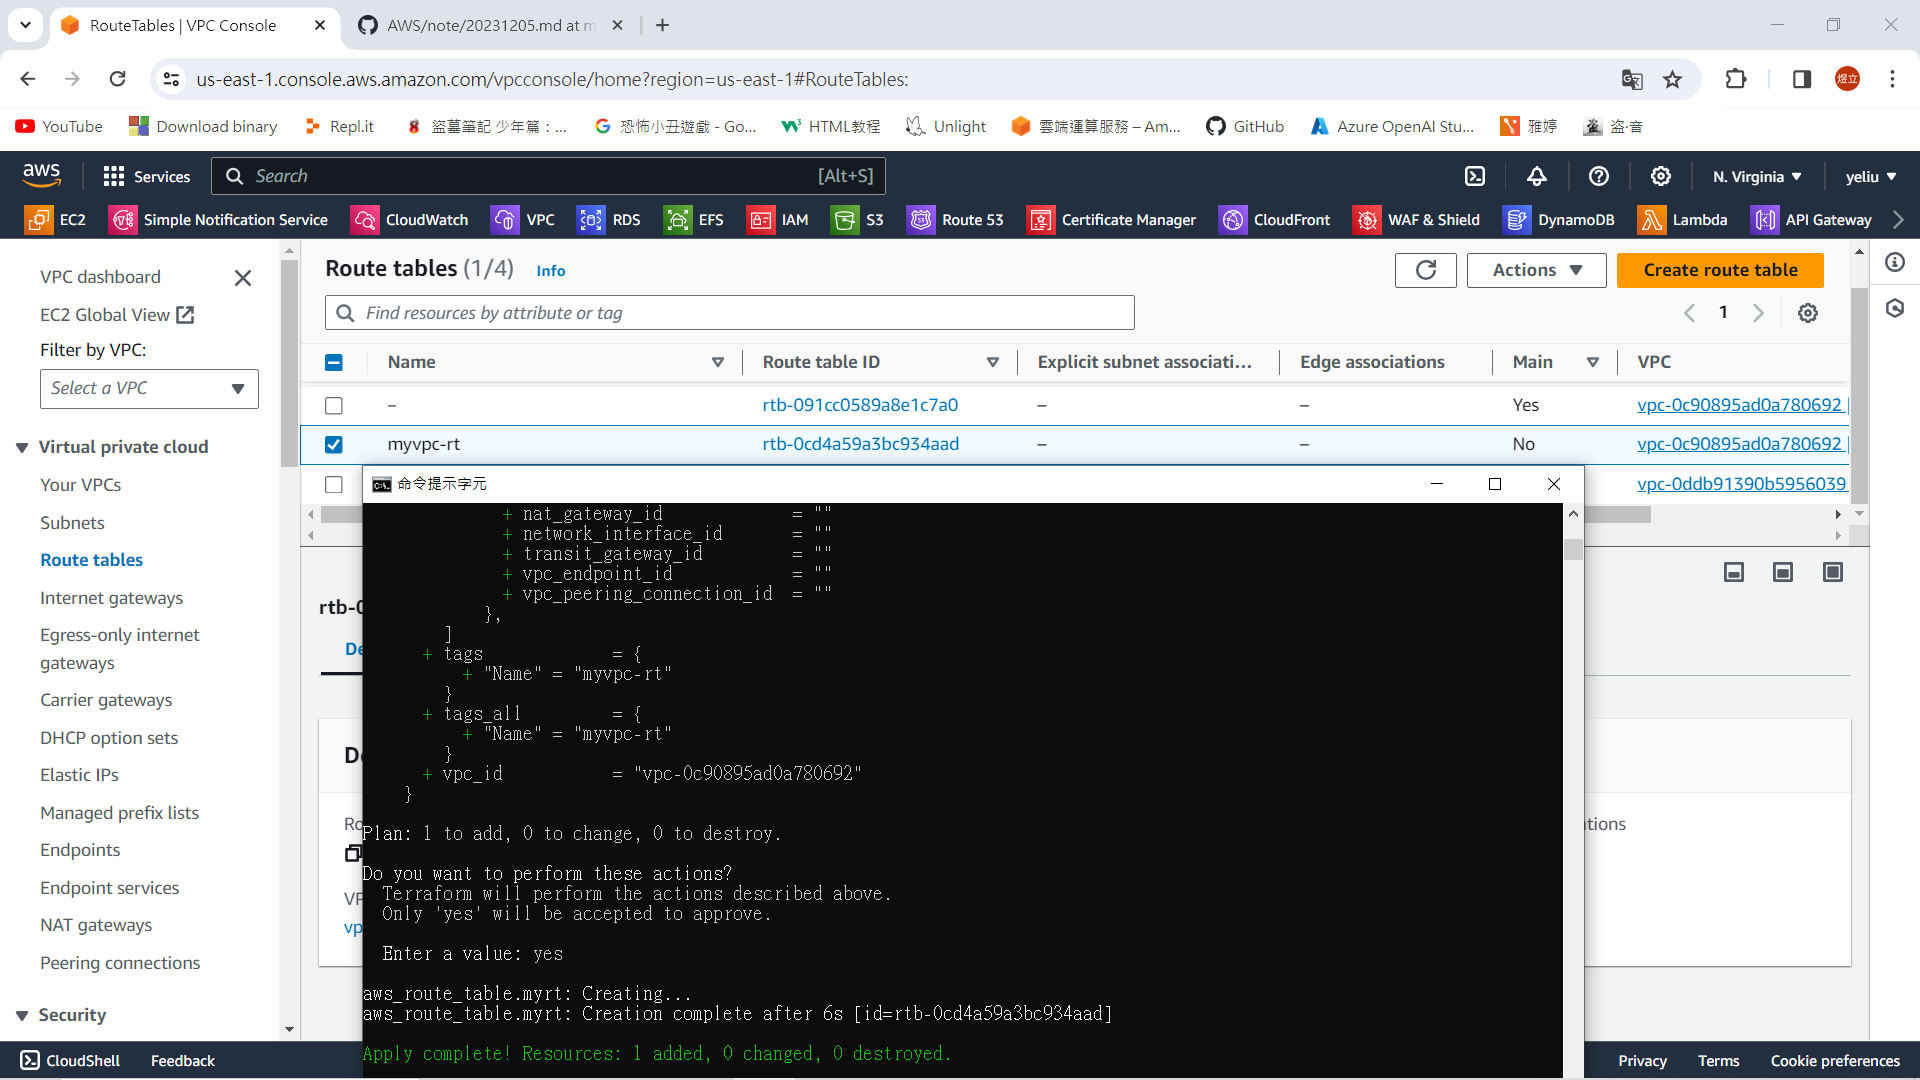 RouteTables | VPC Console
AWS/note/20231205.md at m
us-east-1.console.aws.amazon.com/vpcconsole/home?region=us-east-1#RouteTables:
煜立
YouTube
Download binary
Repl.it
盜墓筆記 少年篇：...
恐怖小丑遊戲 - Go...
HTML教程
Unlight
雲端運算服務 – Am...
GitHub
Azure OpenAI Stu...
雅婷
盗·音
aws
Services
Search
[Alt+S]
N. Virginia
yeliu
EC2
Simple Notification Service
CloudWatch
VPC
RDS
EFS
IAM
S3
Route 53
Certificate Manager
CloudFront
WAF & Shield
DynamoDB
Lambda
API Gateway
VPC dashboard
EC2 Global View
Filter by VPC:
Select a VPC
Virtual private cloud
Your VPCs
Subnets
Route tables
Internet gateways
Egress-only internet
gateways
Carrier gateways
DHCP option sets
Elastic IPs
Managed prefix lists
Endpoints
Endpoint services
NAT gateways
Peering connections
Security
Route tables (1/4) Info
Actions
Create route table
Find resources by attribute or tag
1
Name Route table ID Explicit subnet associati... Edge associations Main VPC
– rtb-091cc0589a8e1c7a0 – – Yes vpc-0c90895ad0a780692 |
myvpc-rt rtb-0cd4a59a3bc934aad – – No vpc-0c90895ad0a780692 |
vpc-0ddb91390b5956039
rtb-0
De
De
Ro
VP
vp
tions
命令提示字元
+ nat_gateway_id = ""
+ network_interface_id = ""
+ transit_gateway_id = ""
+ vpc_endpoint_id = ""
+ vpc_peering_connection_id = ""
},
]
+ tags = {
+ "Name" = "myvpc-rt"
}
+ tags_all = {
+ "Name" = "myvpc-rt"
}
+ vpc_id = "vpc-0c90895ad0a780692"
}
Plan: 1 to add, 0 to change, 0 to destroy.
Do you want to perform these actions?
Terraform will perform the actions described above.
Only 'yes' will be accepted to approve.
Enter a value: yes
aws_route_table.myrt: Creating...
aws_route_table.myrt: Creation complete after 6s [id=rtb-0cd4a59a3bc934aad]
Apply complete! Resources: 1 added, 0 changed, 0 destroyed.
CloudShell
Feedback
Privacy
Terms
Cookie preferences